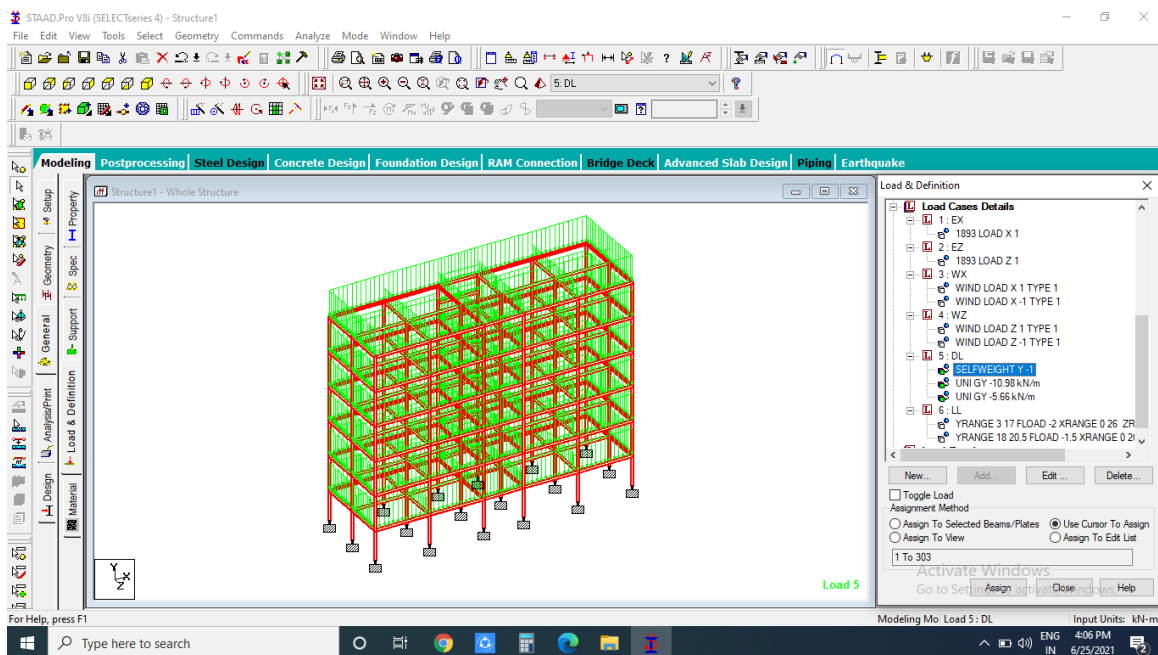 STAAD.Pro V8i (SELECTseries 4) - Structure1
File Edit View Tools Select Geometry Commands Analyze Mode Window Help
5: DL
Modeling Postprocessing Steel Design Concrete Design Foundation Design RAM Connection Bridge Deck Advanced Slab Design Piping Earthquake
Setup
Geometry
General
Analysis/Print
Design
Property
Spec
Support
Load & Definition
Material
Structure1 - Whole Structure
Y
X
Z
Load 5
Load & Definition
Load Cases Details
1 : EX
1893 LOAD X 1
2 : EZ
1893 LOAD Z 1
3 : WX
WIND LOAD X 1 TYPE 1
WIND LOAD X -1 TYPE 1
4 : WZ
WIND LOAD Z 1 TYPE 1
WIND LOAD Z -1 TYPE 1
5 : DL
SELFWEIGHT Y -1
UNI GY -10.98 kN/m
UNI GY -5.66 kN/m
6 : LL
YRANGE 3 17 FLOAD -2 XRANGE 0 26 ZR
YRANGE 18 20.5 FLOAD -1.5 XRANGE 0 2
New... Add... Edit ... Delete...
Toggle Load
Assignment Method
Assign To Selected Beams/Plates Use Cursor To Assign
Assign To View Assign To Edit List
1 To 303
Activate Windows
Go to Settings to activate Windows.
Assign Close Help
For Help, press F1
Modeling Mo Load 5 : DL Input Units: kN-m
Type here to search
ENG
IN
4:06 PM
6/25/2021
2